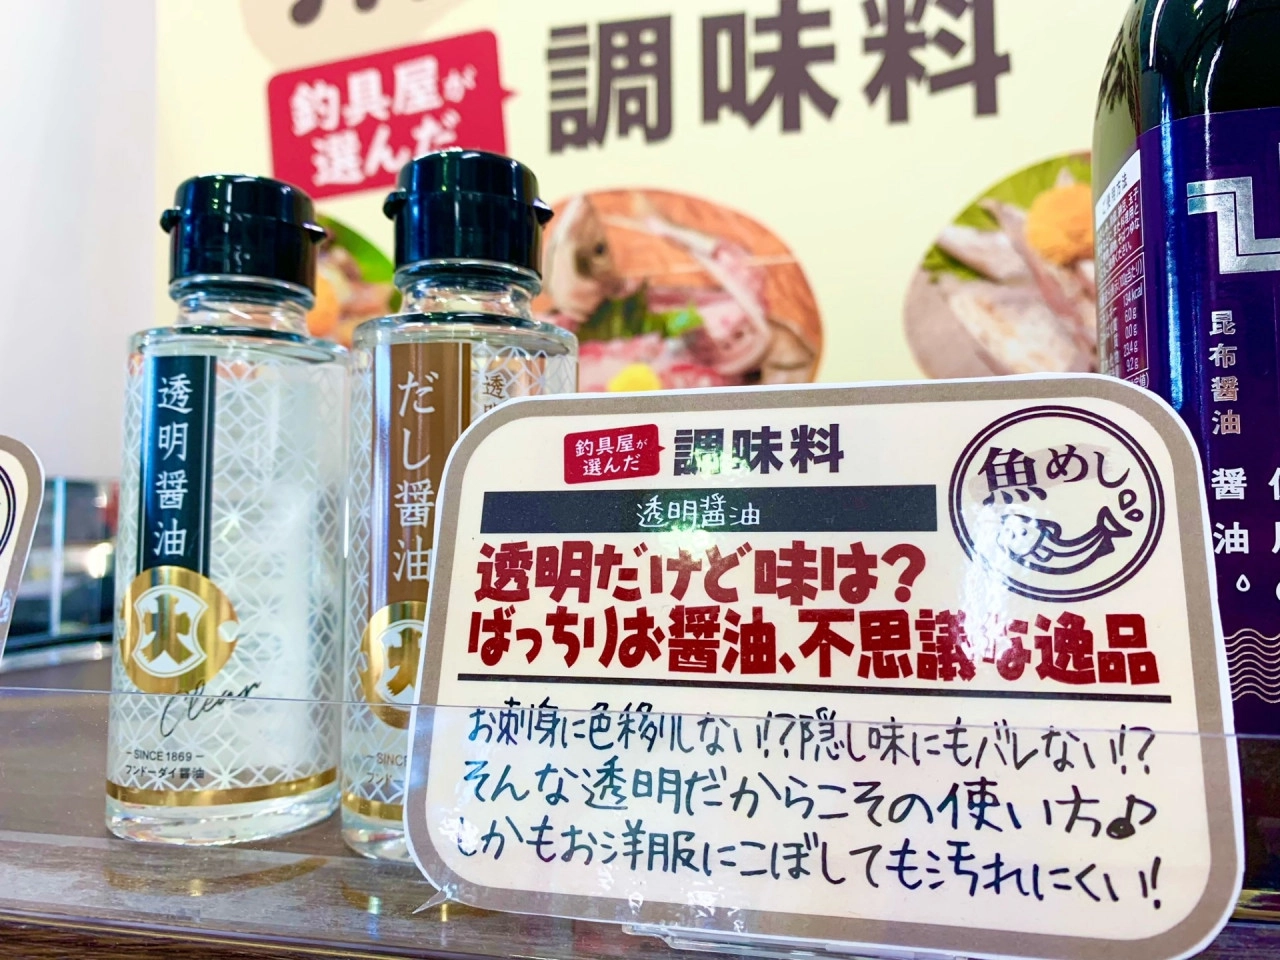 釣具屋が
選んだ
調味料
透明醤油
Clear
SINCE 1869
フンドーダイ醤油
だし醤油
透明
釣具屋が
選んだ
調味料
魚めし
透明醤油
透明だけど味は?
ばっちりお醤油、不思議な逸品
お刺身に色移りしない!?隠し味にもバレない!?
そんな透明だからこその使い方♪
しかもお洋服にこぼしても汚れにくい!
昆布醤油
醤油